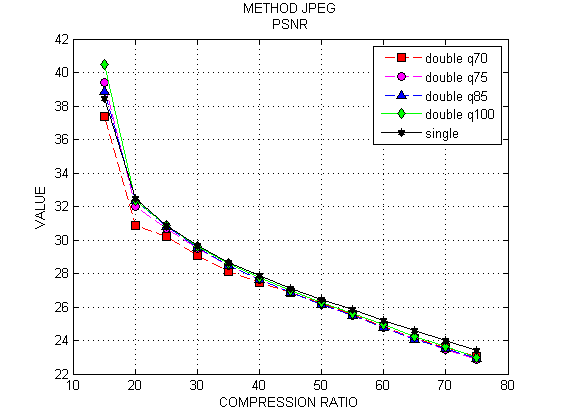 METHOD JPEG
PSNR
42
40
38
36
34
32
30
28
26
24
22
VALUE
double q70
double q75
double q85
double q100
single
10 20 30 40 50 60 70 80
COMPRESSION RATIO